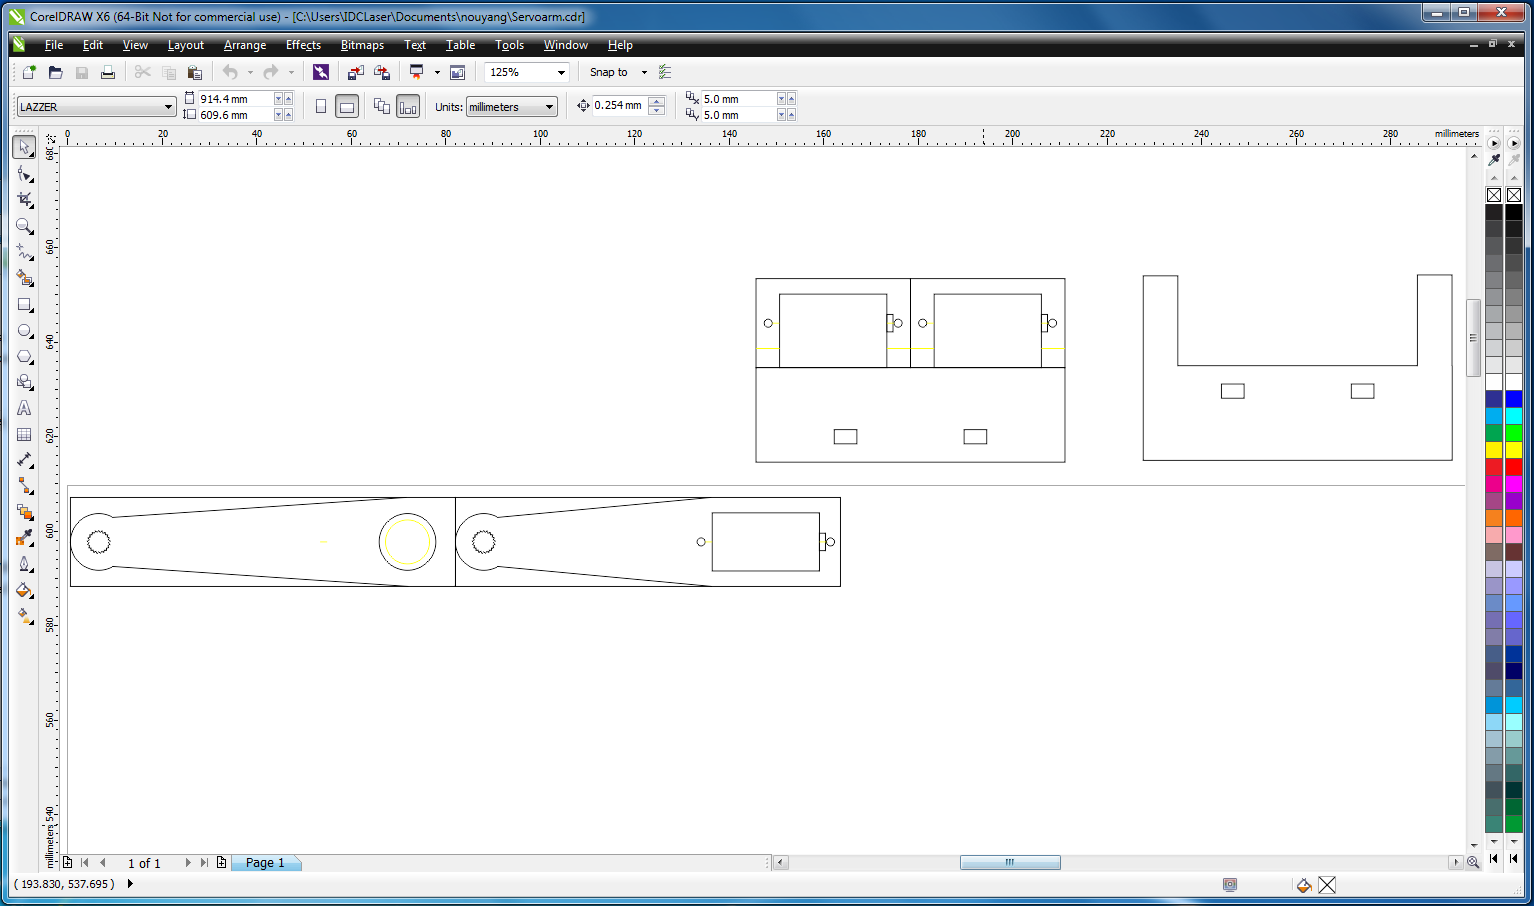 CorelDRAW X6 (64-Bit Not for commercial use) - [C:\Users\IDCLaser\Documents\nouyang\Servoarm.cdr]
File Edit View Layout Arrange Effects Bitmaps Text Table Tools Window Help
125% Snap to
LAZZER 914.4 mm 609.6 mm Units: millimeters 0.254 mm 5.0 mm 5.0 mm
0 20 40 60 80 100 120 140 160 180 200 220 240 260 280 millimeters
680
660
640
620
600
580
560
540
millimeters
1 of 1 Page 1
( 193.830, 537.695 )